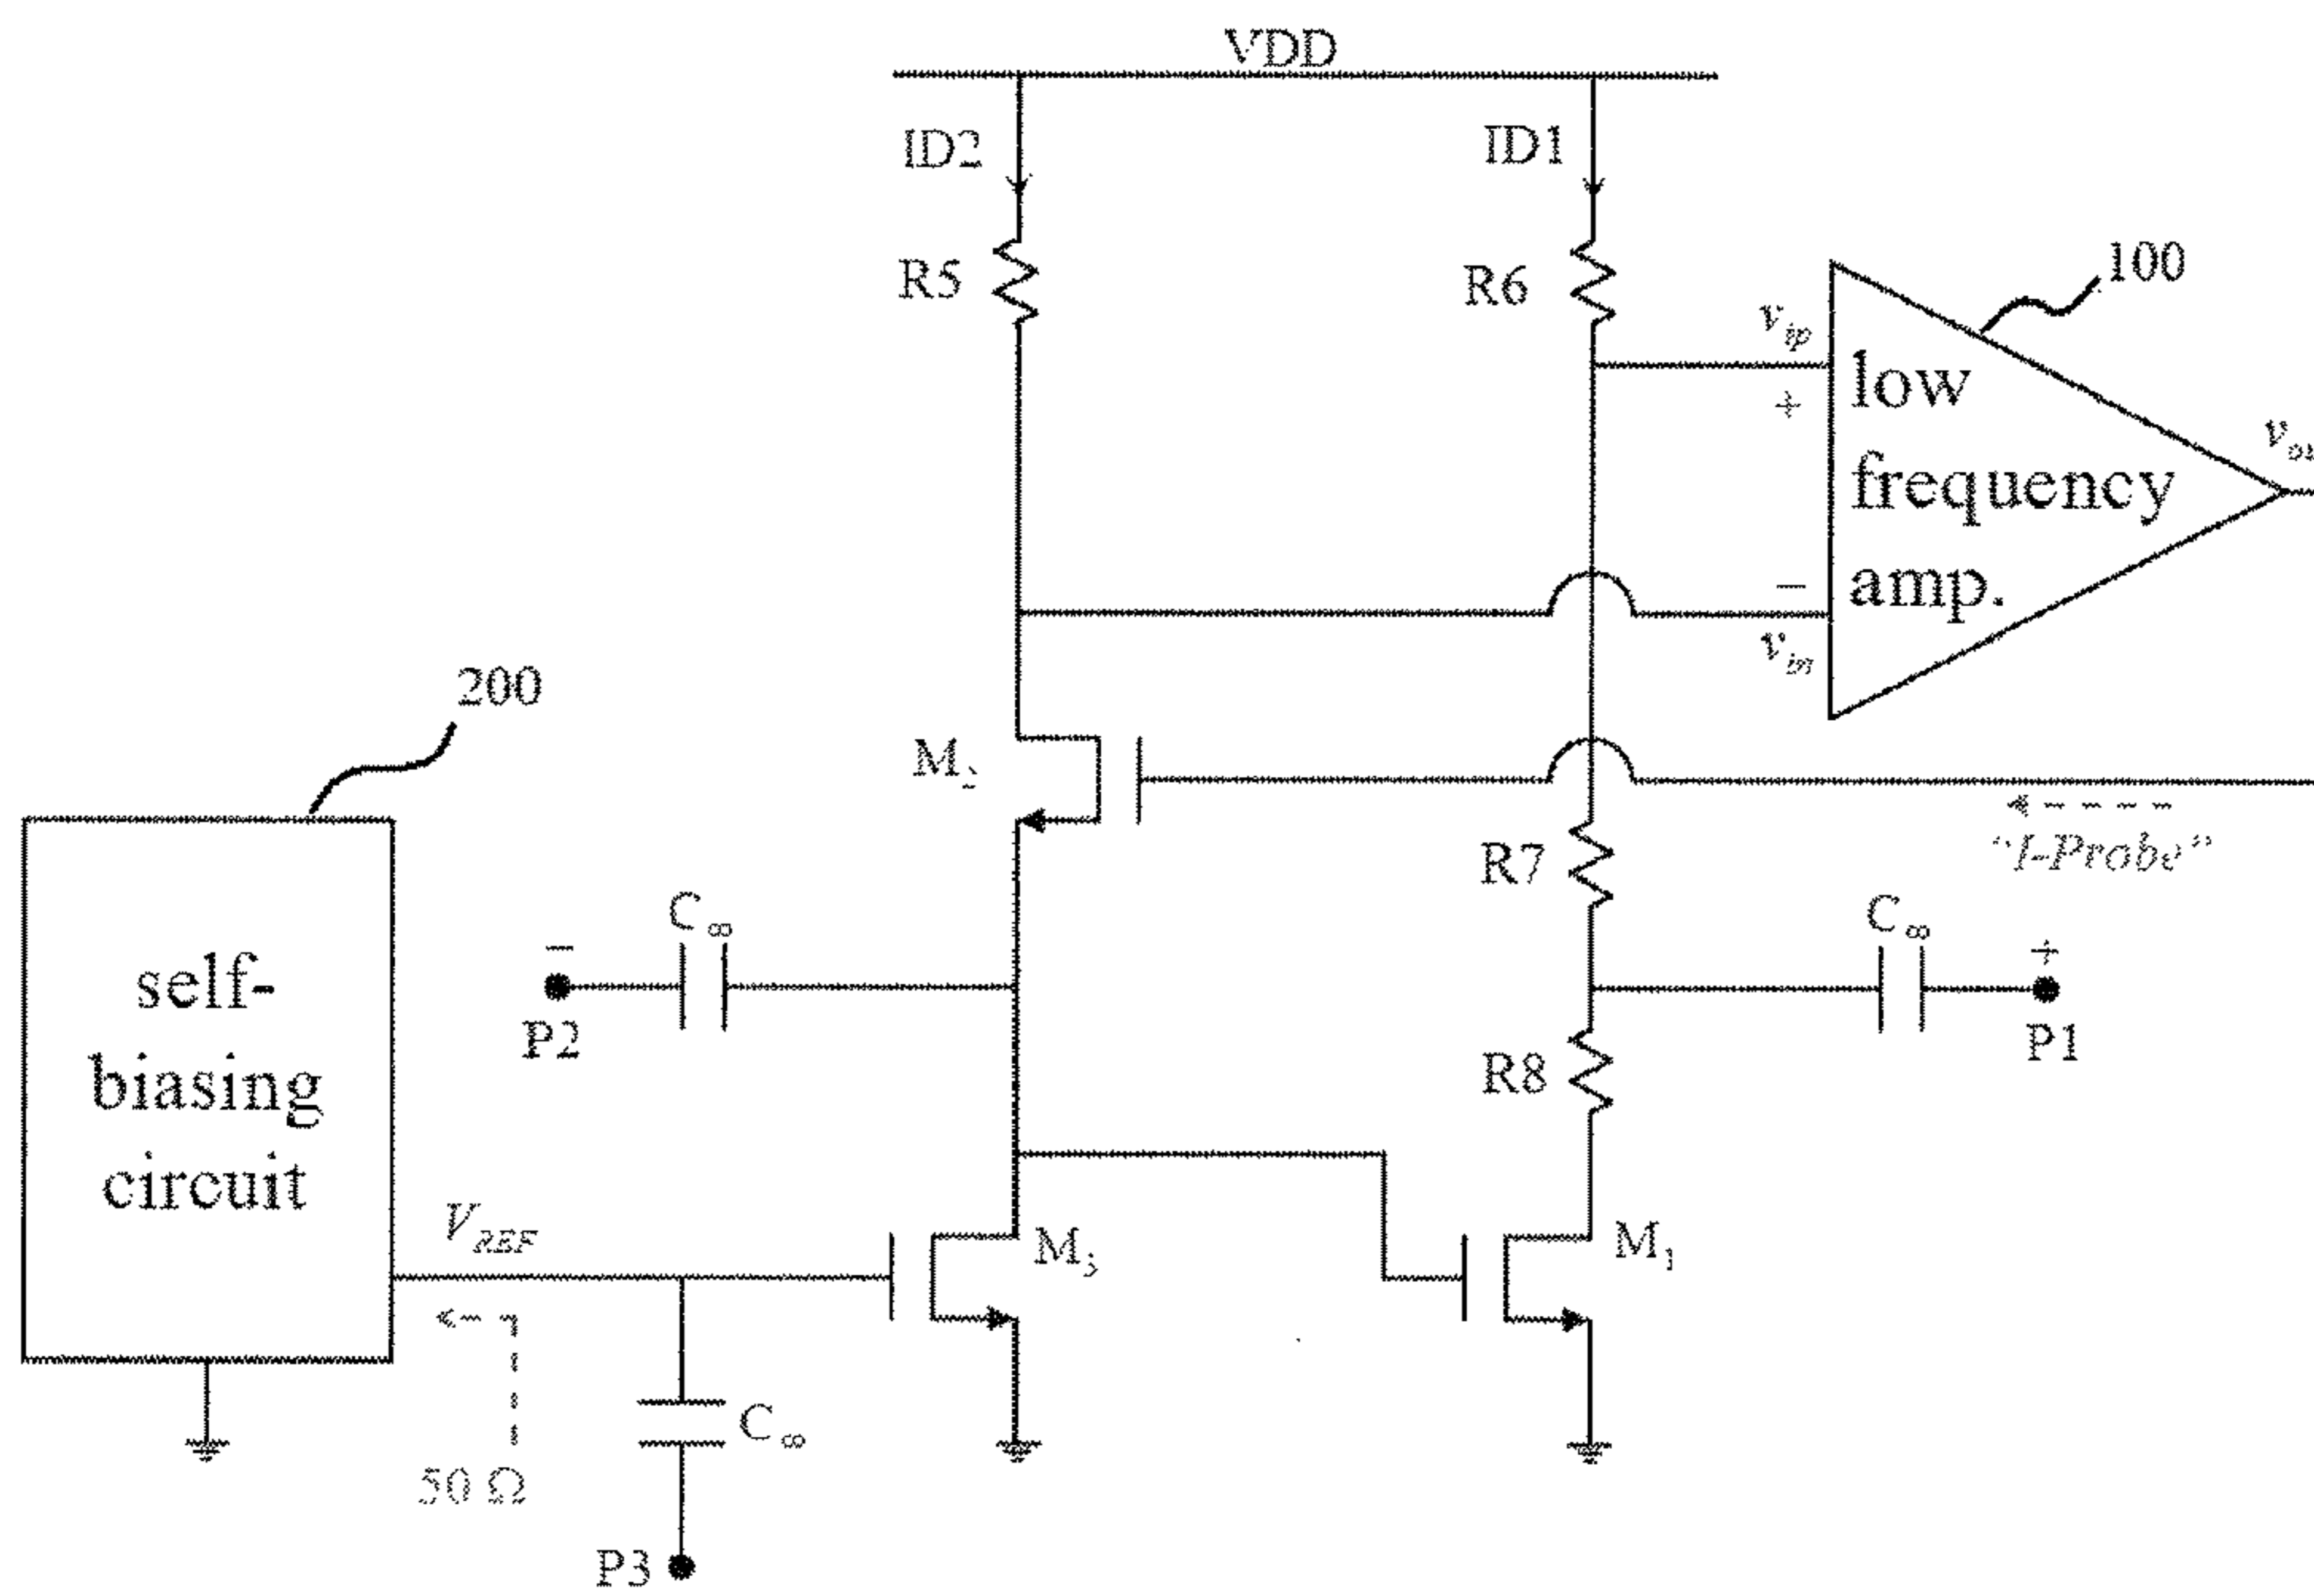 VDD
ID2
ID1
R5
R6
100
v_ip
+
low
frequency
amp.
−
v_in
200
M₂
R7
"I-Probe"
self-
biasing
circuit
C∞
−
P2
C∞
+
P1
R8
V_REF
M₃
M₁
50 Ω
C∞
P3